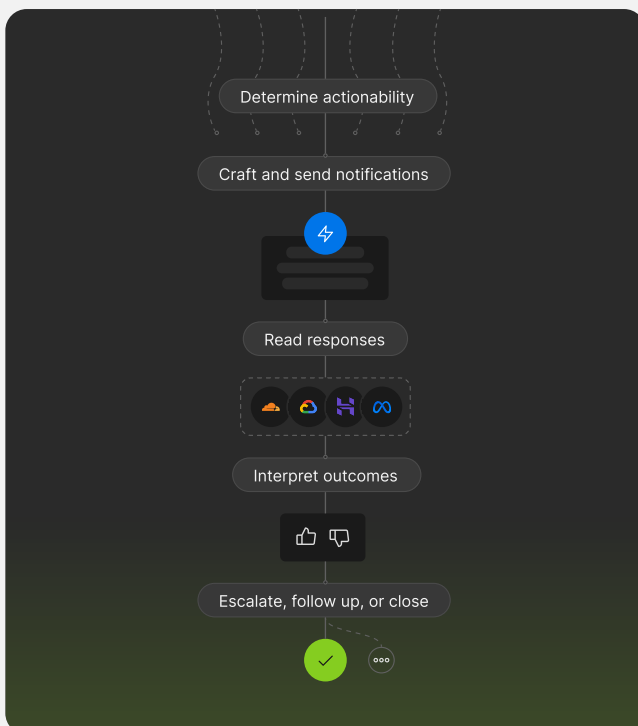 Determine actionability
Craft and send notifications
Read responses
Interpret outcomes
Escalate, follow up, or close